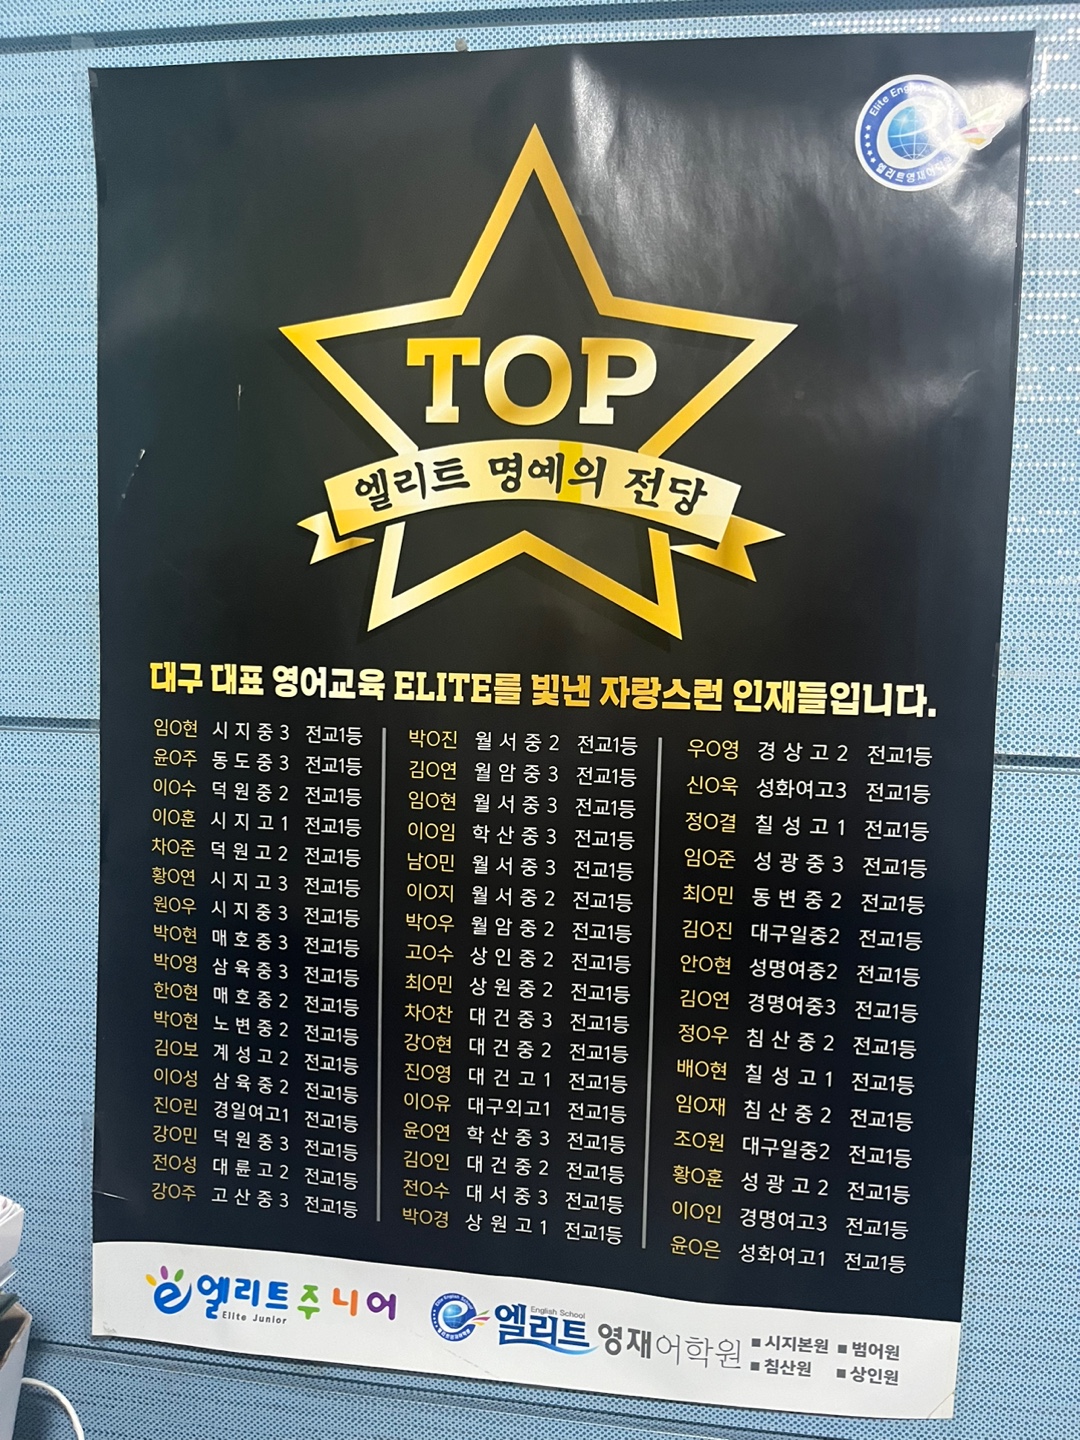 Elite English
엘리트영재어학원
TOP
엘리트 명예의 전당
대구 대표 영어교육 ELITE를 빛낸 자랑스런 인재들입니다.
임O현 시지중3 전교1등
윤O주 동도중3 전교1등
이O수 덕원중2 전교1등
이O훈 시지고1 전교1등
차O준 덕원고2 전교1등
황O연 시지고3 전교1등
원O우 시지중3 전교1등
박O현 매호중3 전교1등
박O영 삼육중3 전교1등
한O현 매호중2 전교1등
박O현 노변중2 전교1등
김O보 계성고2 전교1등
이O성 삼육중2 전교1등
진O린 경일여고1 전교1등
강O민 덕원중3 전교1등
전O성 대륜고2 전교1등
강O주 고산중3 전교1등
박O진 월서중2 전교1등
김O연 월암중3 전교1등
임O현 월서중3 전교1등
이O임 학산중3 전교1등
남O민 월서중3 전교1등
이O지 월서중2 전교1등
박O우 월암중2 전교1등
고O수 상인중2 전교1등
최O민 상원중2 전교1등
차O찬 대건중3 전교1등
강O현 대건중2 전교1등
진O영 대건고1 전교1등
이O유 대구외고1 전교1등
윤O연 학산중3 전교1등
김O인 대건중2 전교1등
전O수 대서중3 전교1등
박O경 상원고1 전교1등
우O영 경상고2 전교1등
신O욱 성화여고3 전교1등
정O결 칠성고1 전교1등
임O준 성광중3 전교1등
최O민 동변중2 전교1등
김O진 대구일중2 전교1등
안O현 성명여중2 전교1등
김O연 경명여중3 전교1등
정O우 침산중2 전교1등
배O현 칠성고1 전교1등
임O재 침산중2 전교1등
조O원 대구일중2 전교1등
황O훈 성광고2 전교1등
이O인 경명여고3 전교1등
윤O은 성화여고1 전교1등
엘리트주니어
Elite Junior
English School
엘리트영재어학원
■시지본원 ■범어원
■침산원 ■상인원